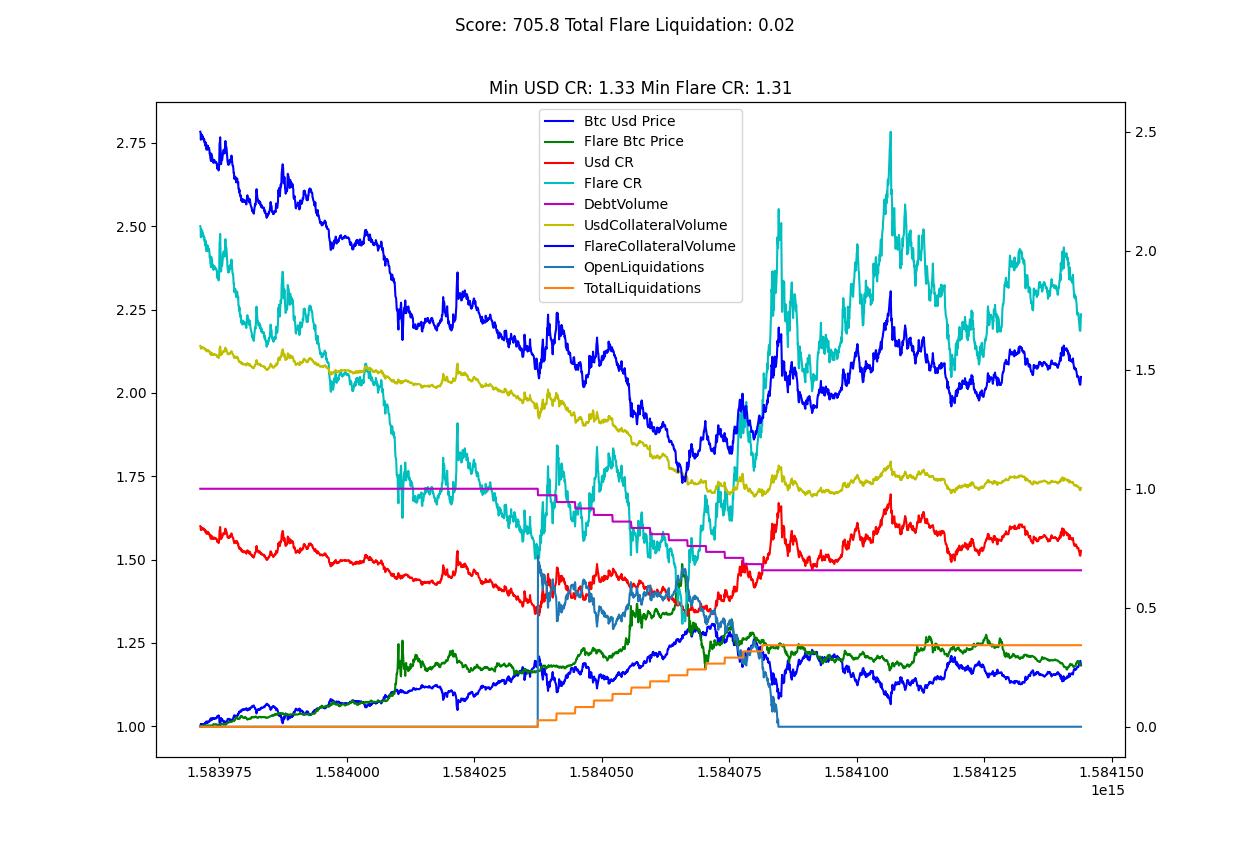 Score: 705.8 Total Flare Liquidation: 0.02
Min USD CR: 1.33 Min Flare CR: 1.31
Btc Usd Price
Flare Btc Price
Usd CR
Flare CR
DebtVolume
UsdCollateralVolume
FlareCollateralVolume
OpenLiquidations
TotalLiquidations
2.75
2.50
2.25
2.00
1.75
1.50
1.25
1.00
2.5
2.0
1.5
1.0
0.5
0.0
1.583975 1.584000 1.584025 1.584050 1.584075 1.584100 1.584125 1.584150
1e15